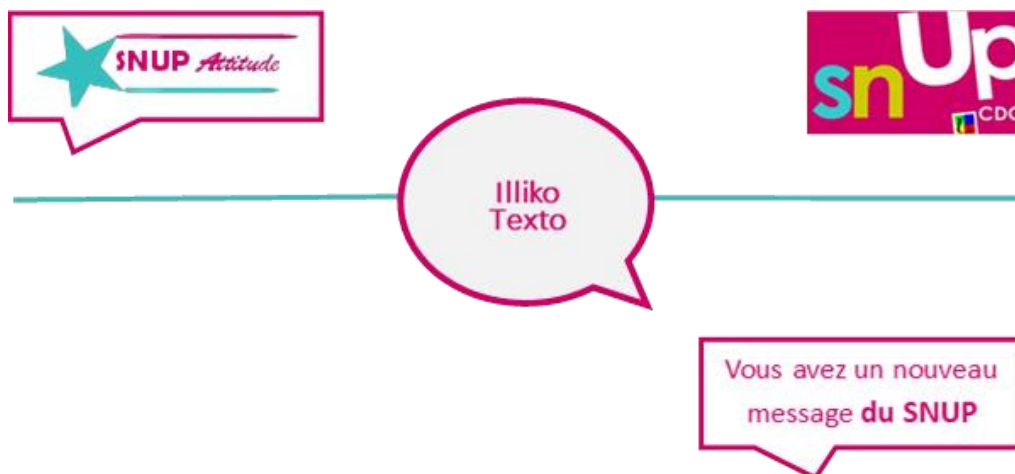 SNUP Attitude
snUp
CDC
Illiko
Texto
Vous avez un nouveau
message du SNUP